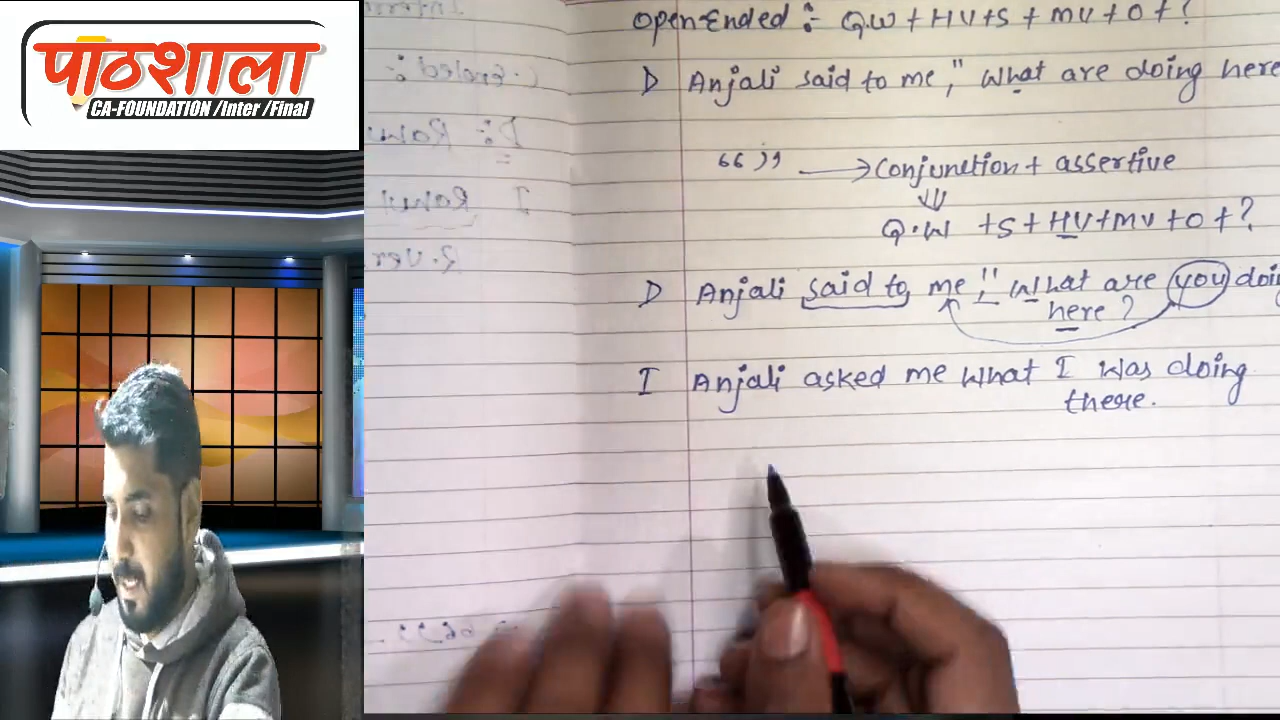 पाठशाला
CA-FOUNDATION /Inter /Final
Open-Ended :- Q.W + HV + S + MV + O + ?
D Anjali said to me," What are doing here
“ ” → Conjunction + assertive
Q.W + S + HV + MV + O + ?
D Anjali said to me " What are you doi
here ?
I Anjali asked me what I was doing
there.